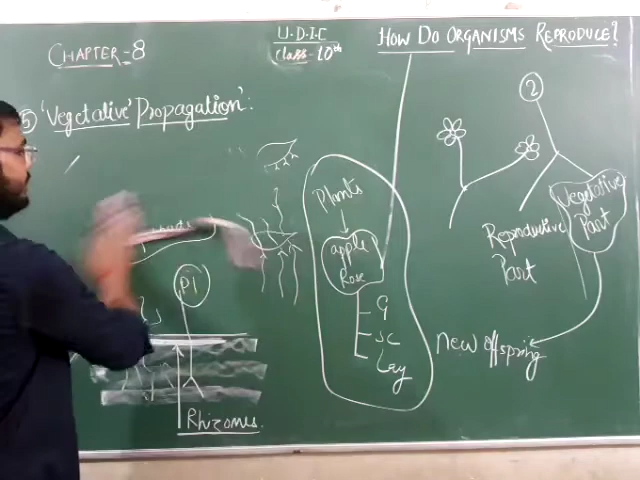 CHAPTER-8
U.D.I.C
Class-10th
HOW DO ORGANISMS REPRODUCE?
⑤ 'Vegetative' Propagation':
②
Plants
apple
Rose
G
SC
Lay
Vegetative
Part
Reproductive
Part
new offspring
P1
Rhizomes